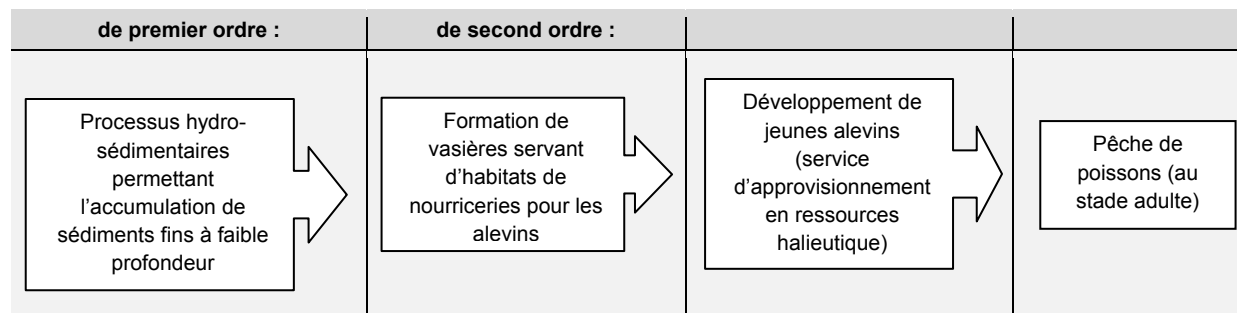 de premier ordre :
de second ordre :
Processus hydro-
sédimentaires
permettant
l’accumulation de
sédiments fins à faible
profondeur
Formation de
vasières servant
d’habitats de
nourriceries pour les
alevins
Développement de
jeunes alevins
(service
d’approvisionnement
en ressources
halieutique)
Pêche de
poissons (au
stade adulte)